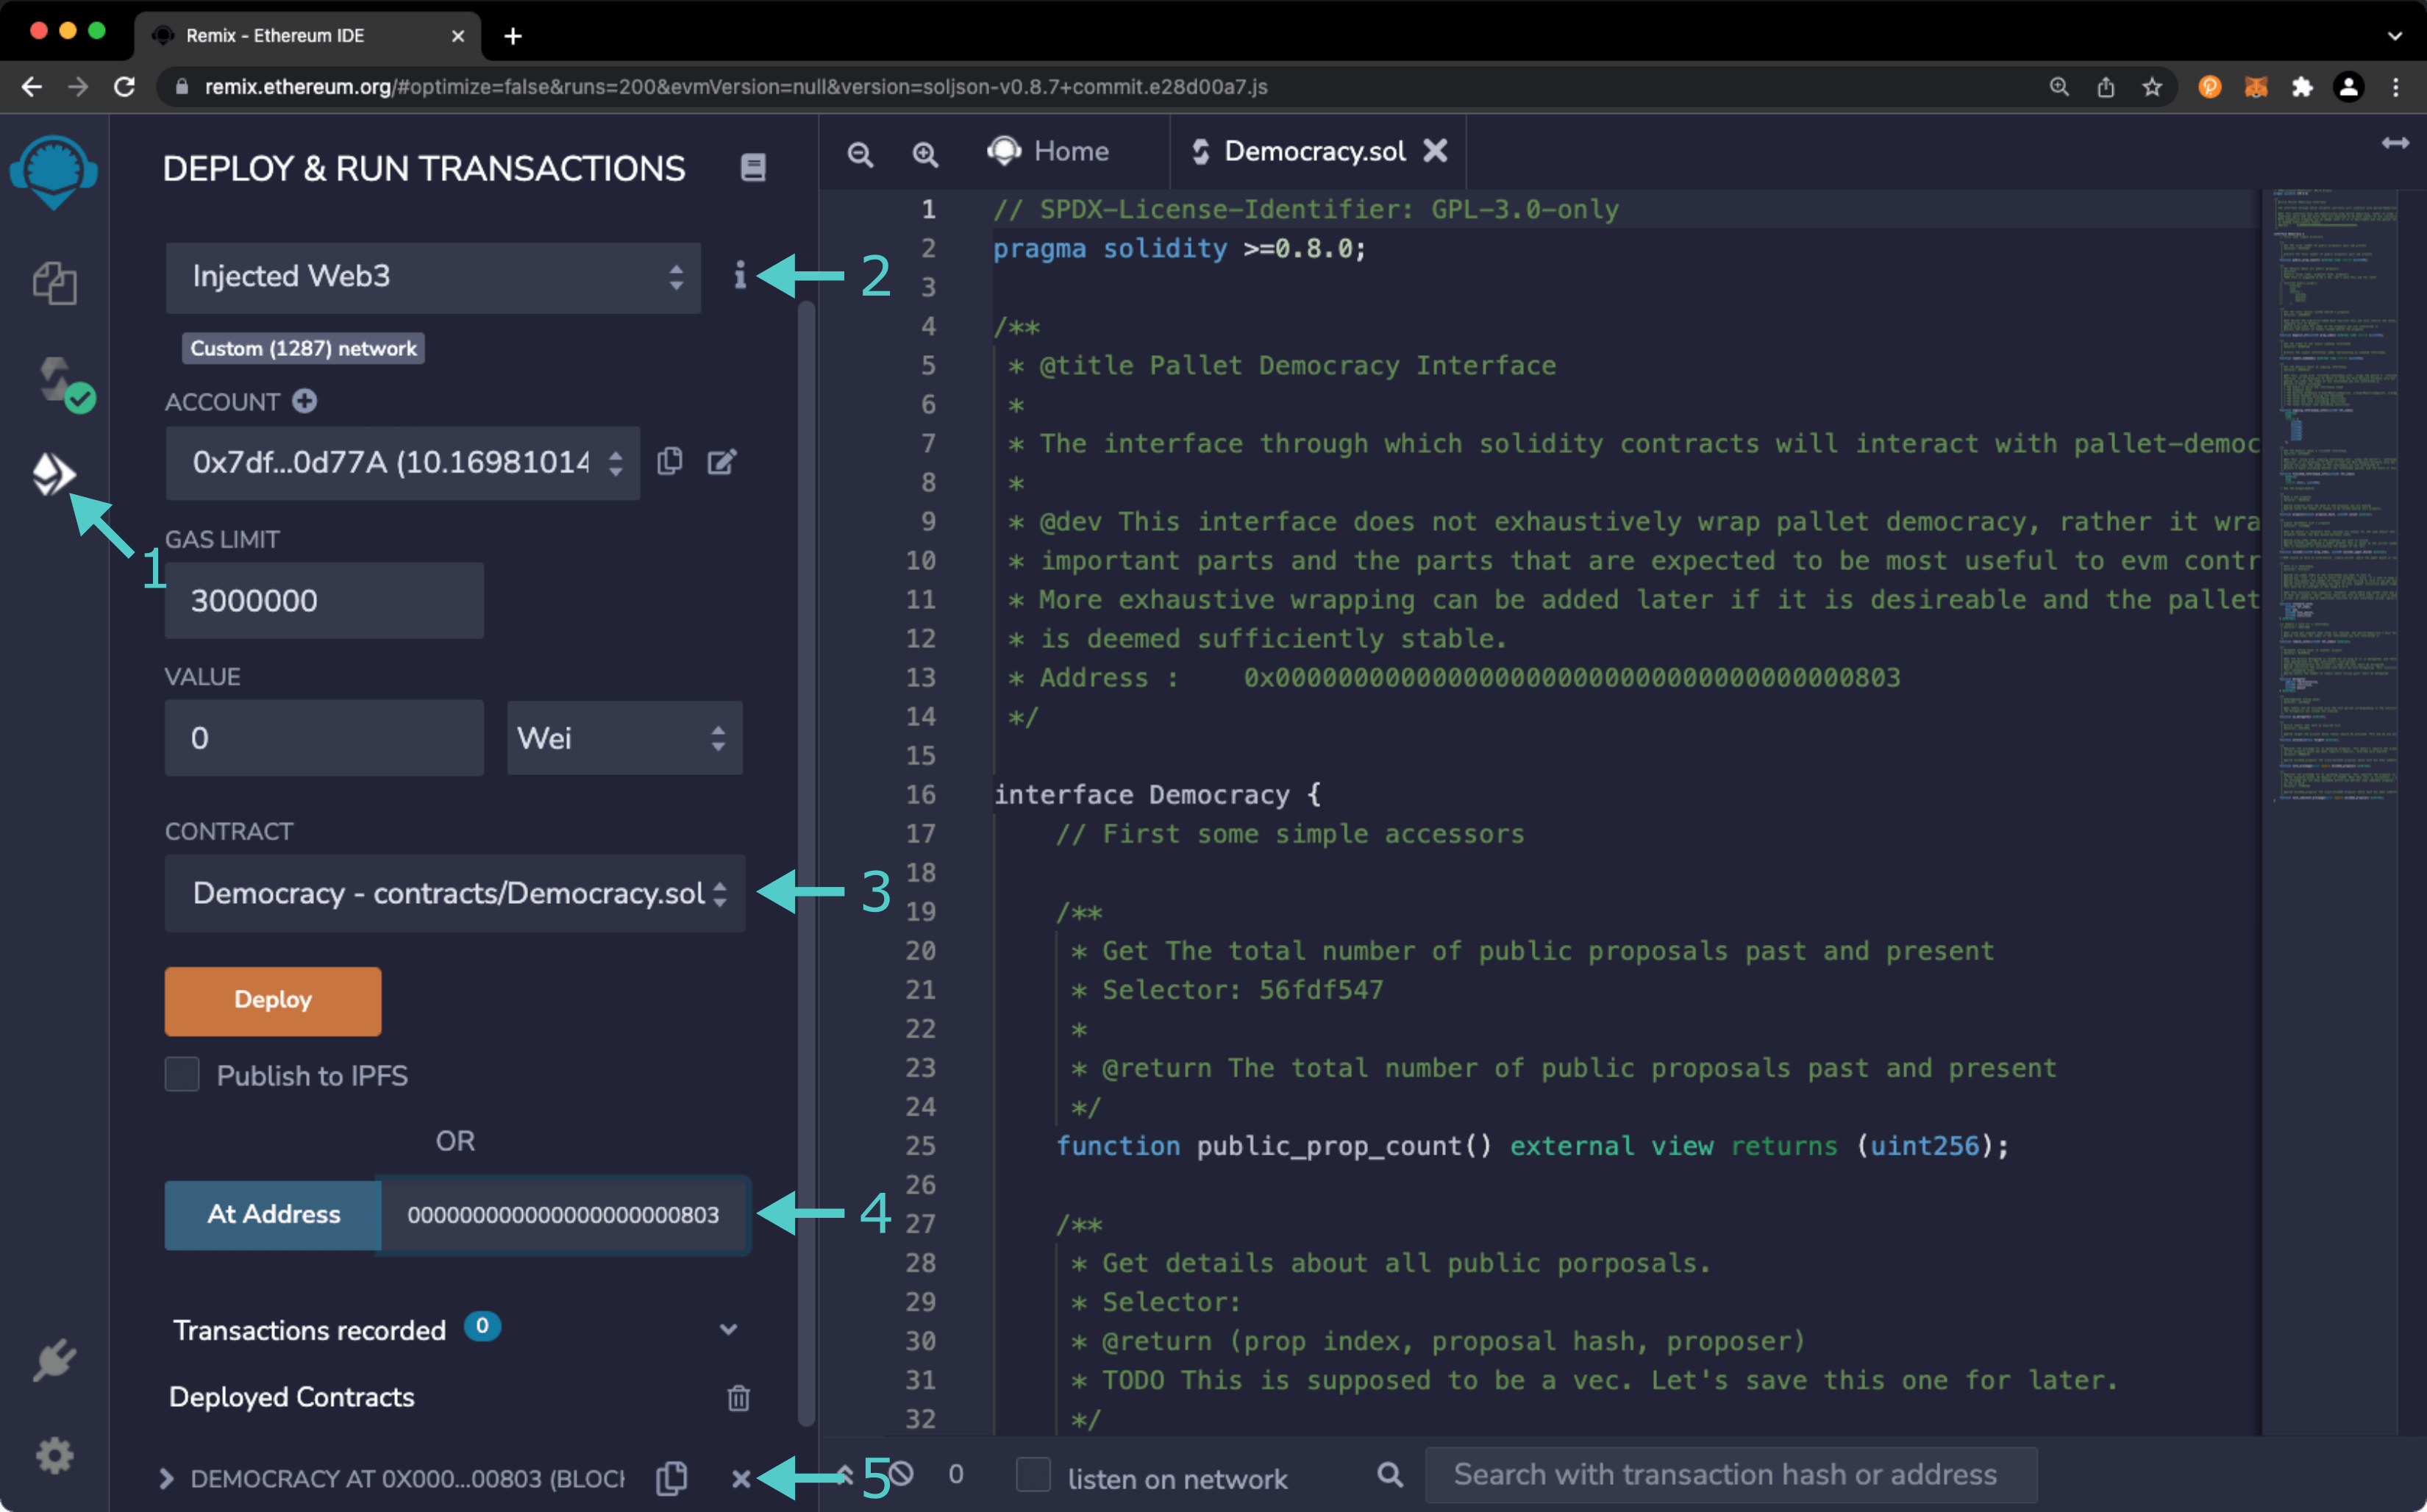 Remix - Ethereum IDE
remix.ethereum.org/#optimize=false&runs=200&evmVersion=null&version=soljson-v0.8.7+commit.e28d00a7.js
DEPLOY & RUN TRANSACTIONS
Injected Web3
2
Custom (1287) network
ACCOUNT
0x7df...0d77A (10.16981014
1
GAS LIMIT
3000000
VALUE
0
Wei
CONTRACT
Democracy - contracts/Democracy.sol
3
Deploy
Publish to IPFS
OR
At Address
000000000000000000000000803
4
Transactions recorded 0
Deployed Contracts
DEMOCRACY AT 0X000...00803 (BLOCK
5
Home
Democracy.sol
1 // SPDX-License-Identifier: GPL-3.0-only
2 pragma solidity >=0.8.0;
3
4 /**
5 * @title Pallet Democracy Interface
6 *
7 * The interface through which solidity contracts will interact with pallet-democ
8 *
9 * @dev This interface does not exhaustively wrap pallet democracy, rather it wra
10 * important parts and the parts that are expected to be most useful to evm contr
11 * More exhaustive wrapping can be added later if it is desireable and the pallet
12 * is deemed sufficiently stable.
13 * Address : 0x0000000000000000000000000000000000000803
14 */
15
16 interface Democracy {
17 // First some simple accessors
18
19 /**
20 * Get The total number of public proposals past and present
21 * Selector: 56fdf547
22 *
23 * @return The total number of public proposals past and present
24 */
25 function public_prop_count() external view returns (uint256);
26
27 /**
28 * Get details about all public porposals.
29 * Selector:
30 * @return (prop index, proposal hash, proposer)
31 * TODO This is supposed to be a vec. Let's save this one for later.
32 */
0
listen on network
Search with transaction hash or address